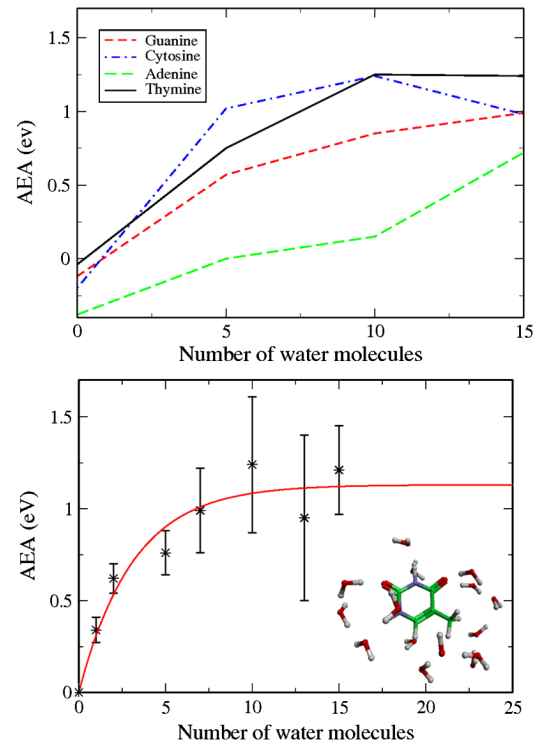 1.5
1
0.5
0
AEA (ev)
Guanine
Cytosine
Adenine
Thymine
0 5 10 15
Number of water molecules
1.5
1
0.5
0
AEA (eV)
0 5 10 15 20 25
Number of water molecules